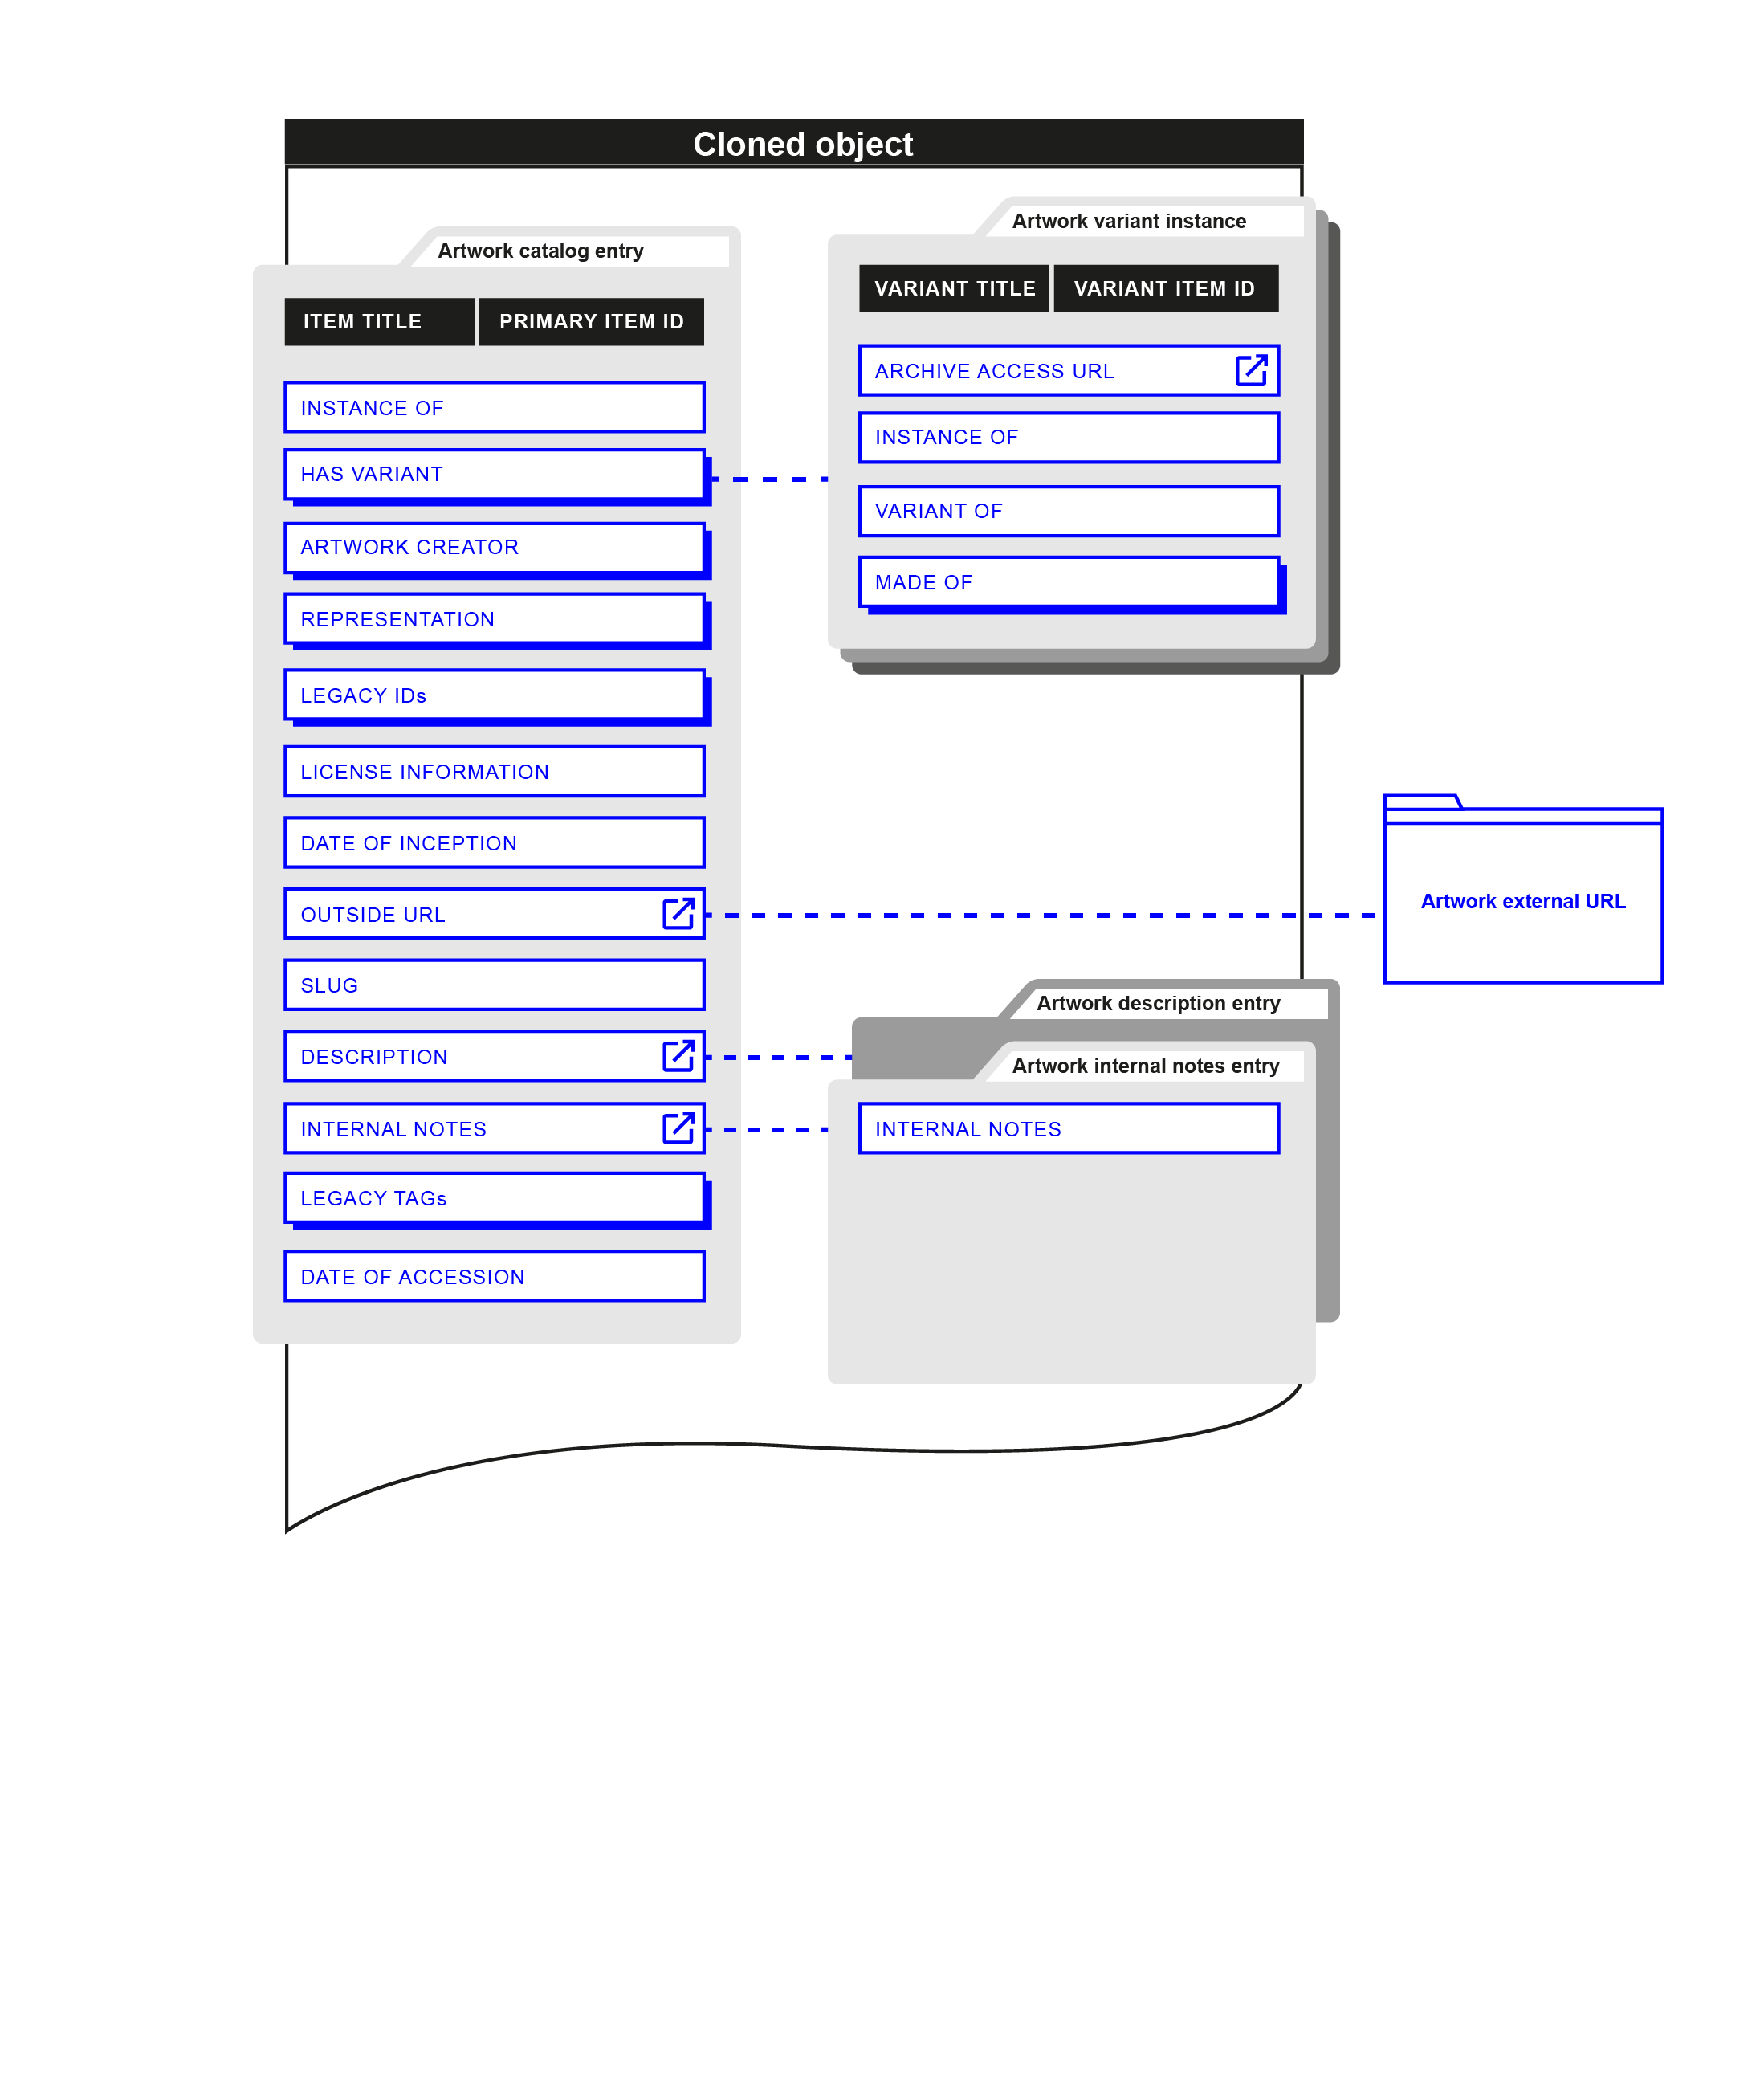 Cloned object
Artwork catalog entry
ITEM TITLE
PRIMARY ITEM ID
INSTANCE OF
HAS VARIANT
ARTWORK CREATOR
REPRESENTATION
LEGACY IDs
LICENSE INFORMATION
DATE OF INCEPTION
OUTSIDE URL
SLUG
DESCRIPTION
INTERNAL NOTES
LEGACY TAGs
DATE OF ACCESSION
Artwork variant instance
VARIANT TITLE
VARIANT ITEM ID
ARCHIVE ACCESS URL
INSTANCE OF
VARIANT OF
MADE OF
Artwork external URL
Artwork description entry
Artwork internal notes entry
INTERNAL NOTES